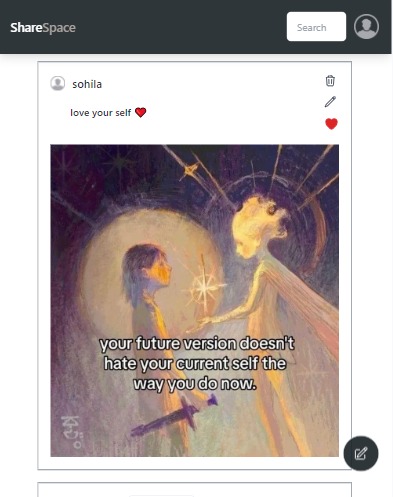 ShareSpace
Search
sohila
love your self ❤️
your future version doesn't
hate your current self the
way you do now.